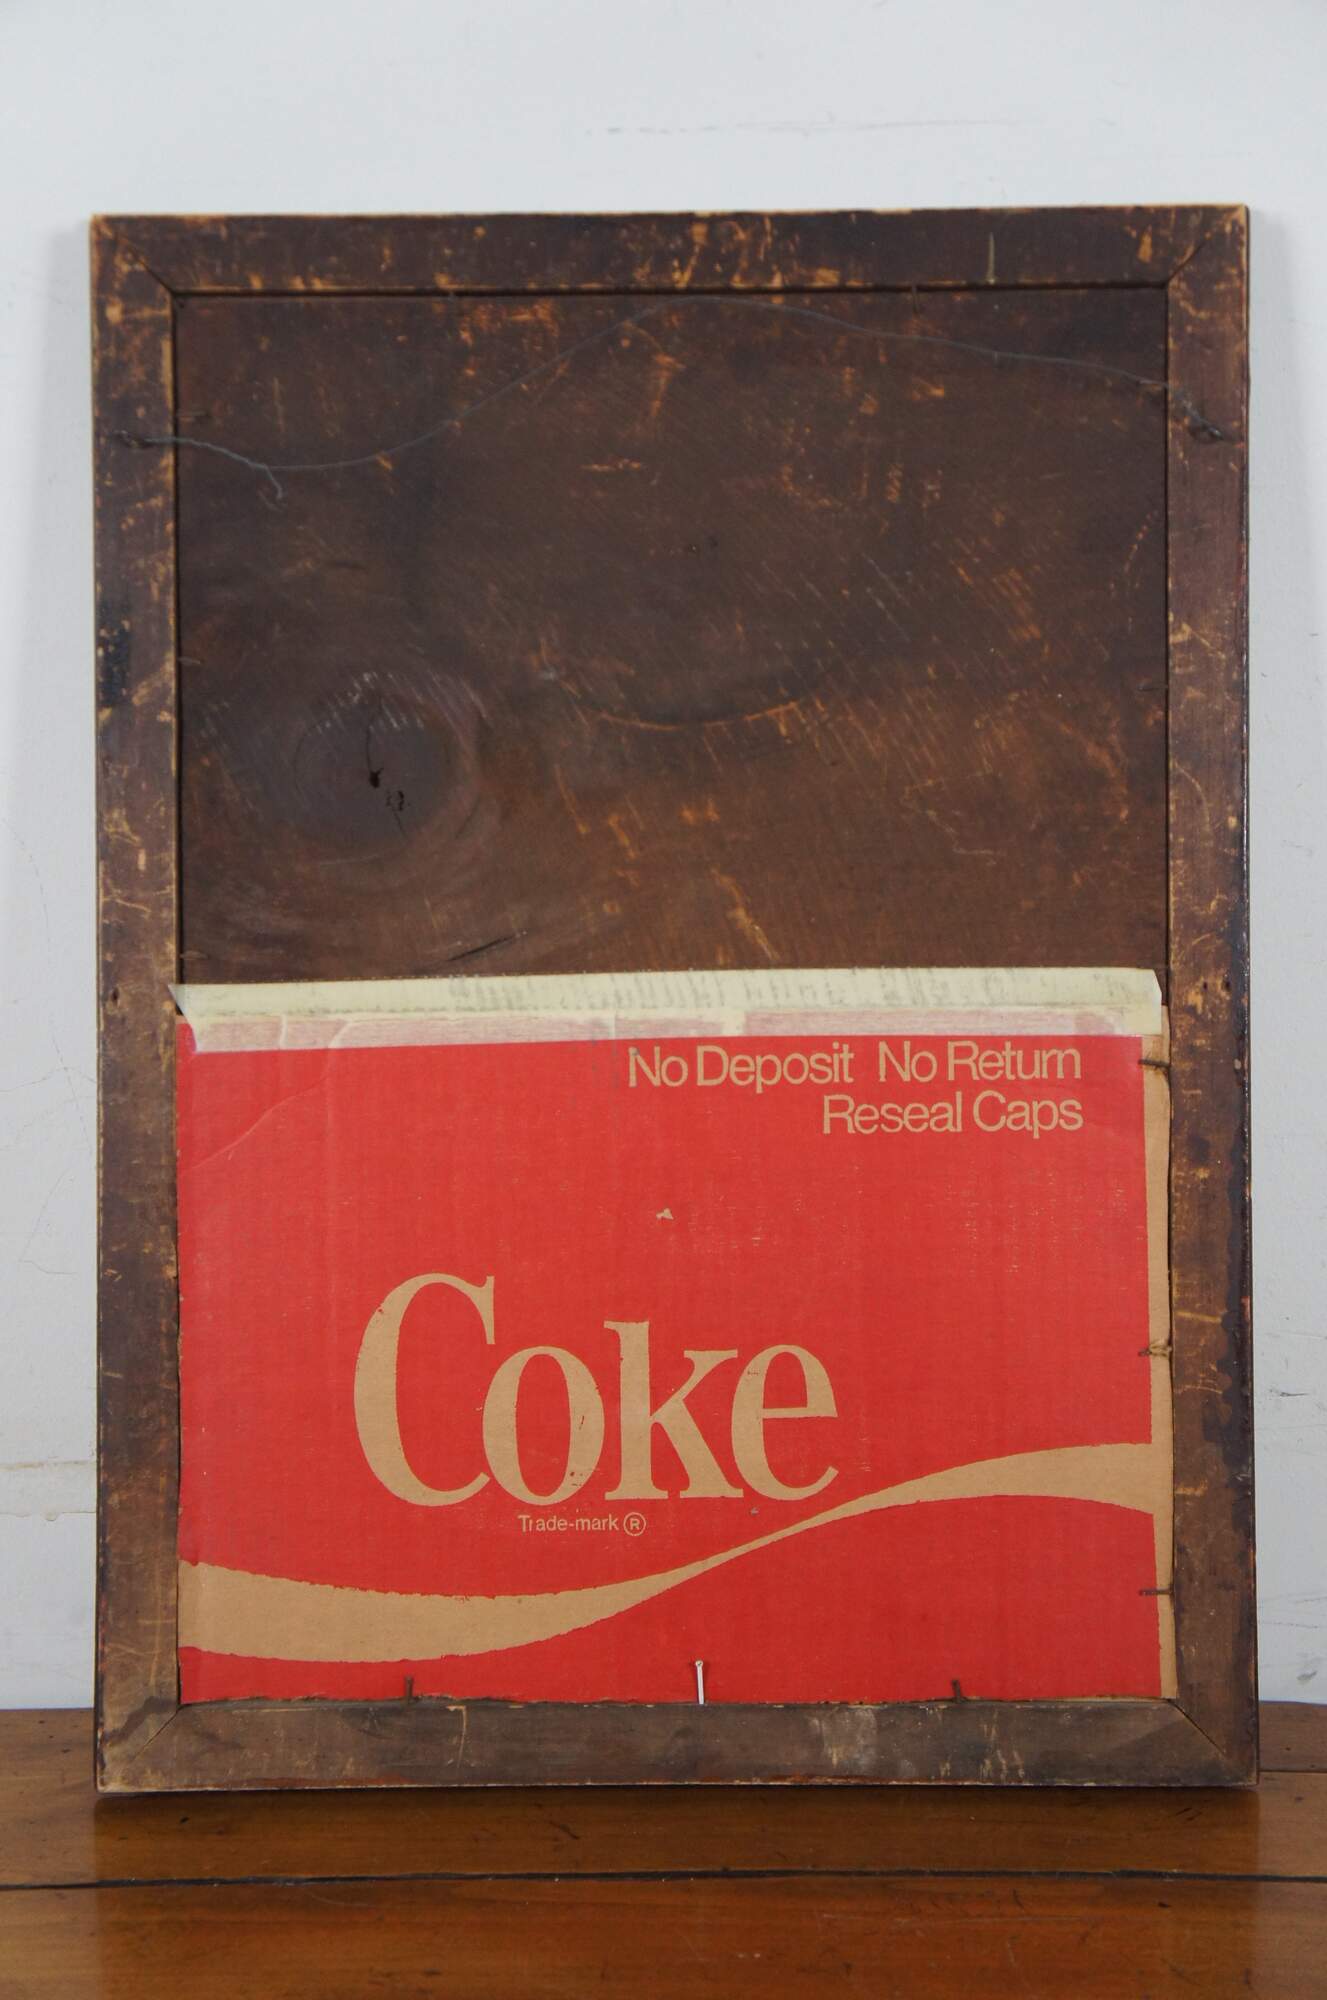 No Deposit No Return
Reseal Caps
Coke
Trade-mark ®